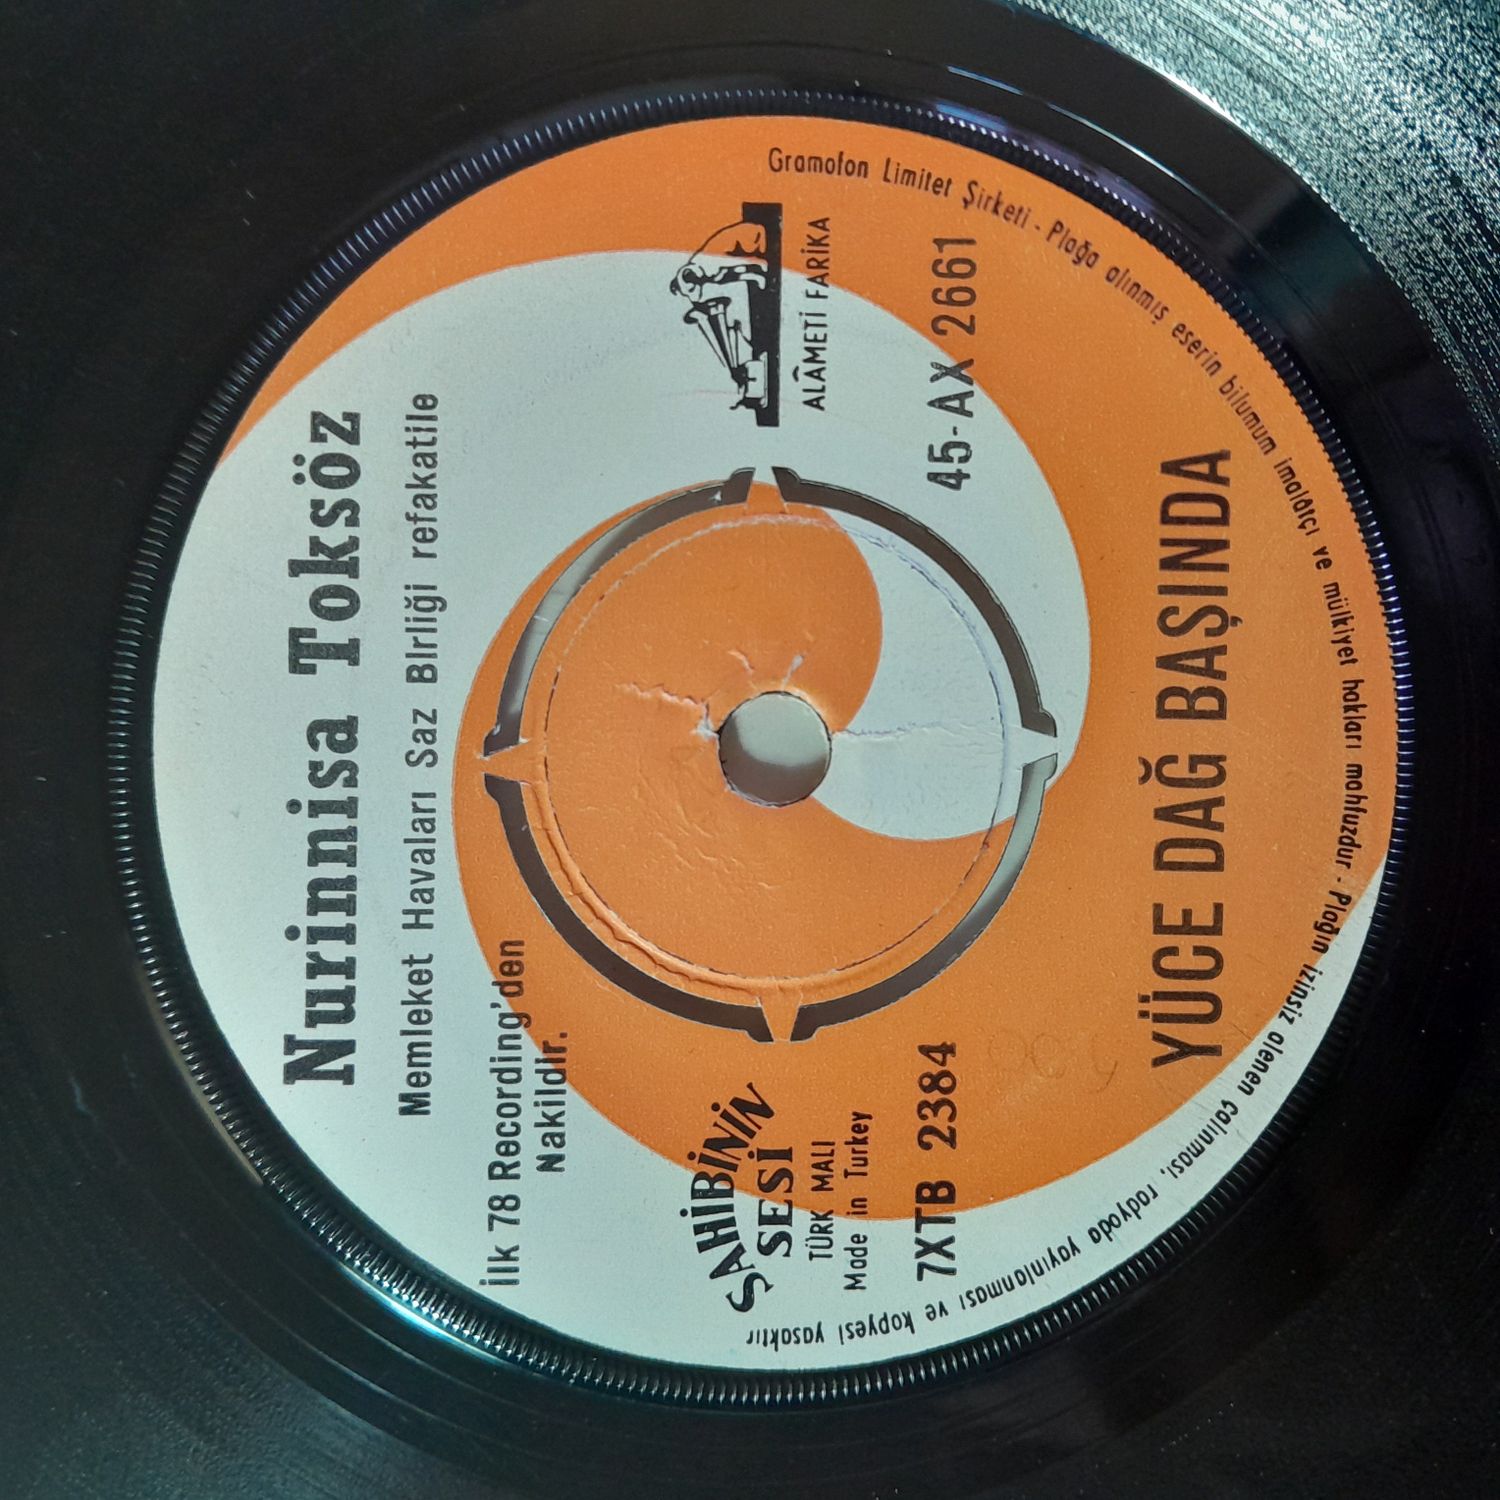 Nurinnisa Toksöz
Memleket Havaları Saz Birliği refakatile
İlk 78 Recording'den
Nakildir.
SAHİBİNİN
SESİ
TÜRK MALI
Made in Turkey
ALÂMETİ FARİKA
7XTB 2384
45-AX 2661
YÜCE DAĞ BAŞINDA
Gramofon Limitet Şirketi - Plağa alınmış eserin bilumum imalâtçı ve mülkiyet hakları mahfuzdur - Plağın izinsiz olenen çalınması, radyoda yayınlanması ve kopyesi yasaktır